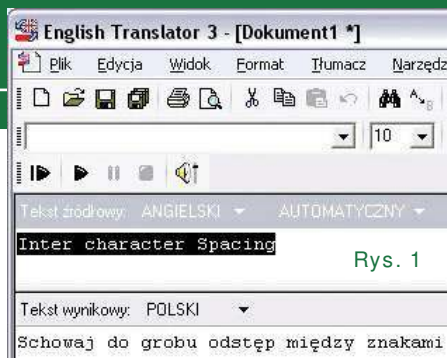 English Translator 3 - [Dokument1 *]
Plik Edycja Widok Format Tłumacz Narzędz
10
Tekst źródłowy: ANGIELSKI AUTOMATYCZNY
Inter character Spacing
Rys. 1
Tekst wynikowy: POLSKI
Schowaj do grobu odstęp między znakami